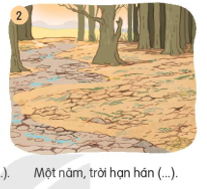 2
.). Một năm, trời hạn hán (...).